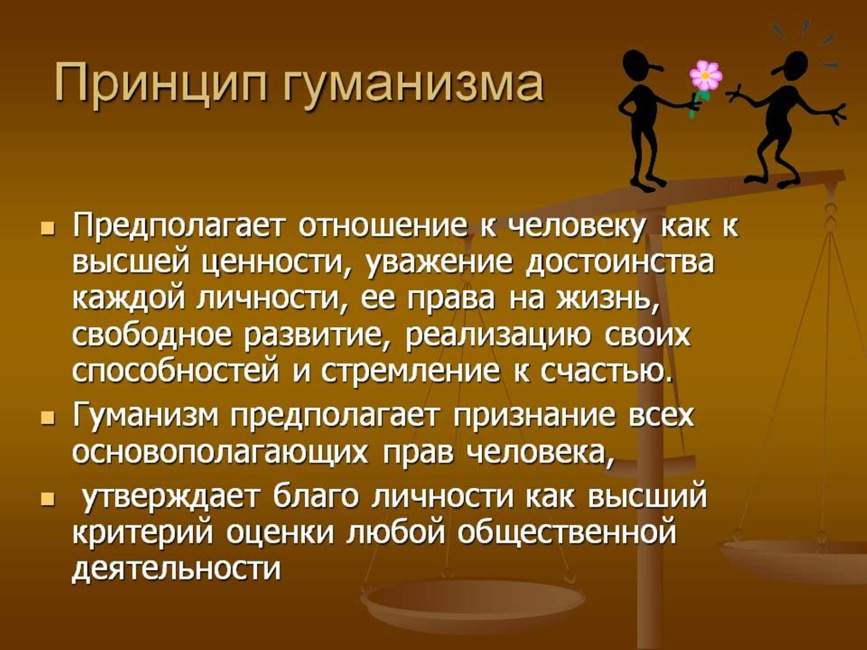 Принцип гуманизма
Предполагает отношение к человеку как к
высшей ценности, уважение достоинства
каждой личности, ее права на жизнь,
свободное развитие, реализацию своих
способностей и стремление к счастью.
Гуманизм предполагает признание всех
основополагающих прав человека,
утверждает благо личности как высший
критерий оценки любой общественной
деятельности